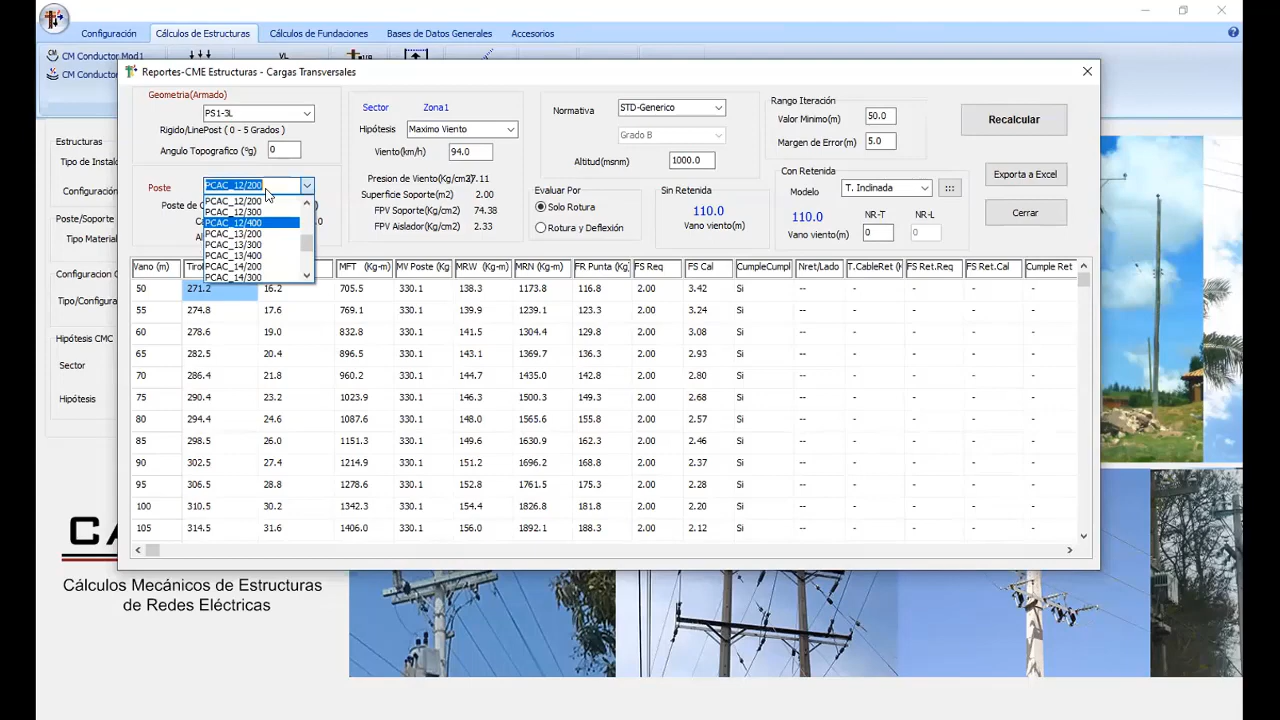 Configuración
Cálculos de Estructuras
Cálculos de Fundaciones
Bases de Datos Generales
Accesorios
CM Conductor Mod1
VL
CM Conductor
Reportes-CME Estructuras - Cargas Transversales
Geometria(Armado)
PS1-3L
Rigido/LinePost ( 0 - 5 Grados )
Angulo Topografico (ºg) 0
Poste PCAC_12/200
PCAC_12/200
PCAC_12/300
PCAC_12/400
PCAC_13/200
PCAC_13/300
PCAC_13/400
PCAC_14/200
PCAC_14/300
Sector Zona1
Hipótesis Maximo Viento
Viento(km/h) 94.0
Presion de Viento(Kg/cm2) 37.11
Superficie Soporte(m2) 2.00
FPV Soporte(Kg/cm2) 74.38
FPV Aislador(Kg/cm2) 2.33
Normativa STD-Generico
Grado B
Altitud(msnm) 1000.0
Evaluar Por
Solo Rotura
Rotura y Deflexión
Sin Retenida
110.0
Vano viento(m)
Rango Iteración
Valor Minimo(m) 50.0
Margen de Error(m) 5.0
Con Retenida
Modelo T. Inclinada :::
110.0 NR-T NR-L
Vano viento(m) 0 0
Recalcular
Exporta a Excel
Cerrar
Vano (m) Tiro MFT (Kg-m) MV Poste (Kg- MRW (Kg-m) MRN (Kg-m) FR Punta (Kg) FS Req FS Cal CumpleCumpl Nret/Lado T.CableRet (K FS Ret.Req FS Ret.Cal Cumple Ret
50 271.2 16.2 705.5 330.1 138.3 1173.8 116.8 2.00 3.42 Si -- - - - -
55 274.8 17.6 769.1 330.1 139.9 1239.1 123.3 2.00 3.24 Si -- - - - -
60 278.6 19.0 832.8 330.1 141.5 1304.4 129.8 2.00 3.08 Si -- - - - -
65 282.5 20.4 896.5 330.1 143.1 1369.7 136.3 2.00 2.93 Si -- - - - -
70 286.4 21.8 960.2 330.1 144.7 1435.0 142.8 2.00 2.80 Si -- - - - -
75 290.4 23.2 1023.9 330.1 146.3 1500.3 149.3 2.00 2.68 Si -- - - - -
80 294.4 24.6 1087.6 330.1 148.0 1565.6 155.8 2.00 2.57 Si -- - - - -
85 298.5 26.0 1151.3 330.1 149.6 1630.9 162.3 2.00 2.46 Si -- - - - -
90 302.5 27.4 1214.9 330.1 151.2 1696.2 168.8 2.00 2.37 Si -- - - - -
95 306.5 28.8 1278.6 330.1 152.8 1761.5 175.3 2.00 2.28 Si -- - - - -
100 310.5 30.2 1342.3 330.1 154.4 1826.8 181.8 2.00 2.20 Si -- - - - -
105 314.5 31.6 1406.0 330.1 156.0 1892.1 188.3 2.00 2.12 Si -- - - - -
Estructuras
Tipo de Instal
Configuración
Poste/Soporte
Tipo Material
Configuracion
Tipo/Configura
Hipótesis CMC
Sector
Hipótesis
Cálculos Mecánicos de Estructuras
de Redes Eléctricas